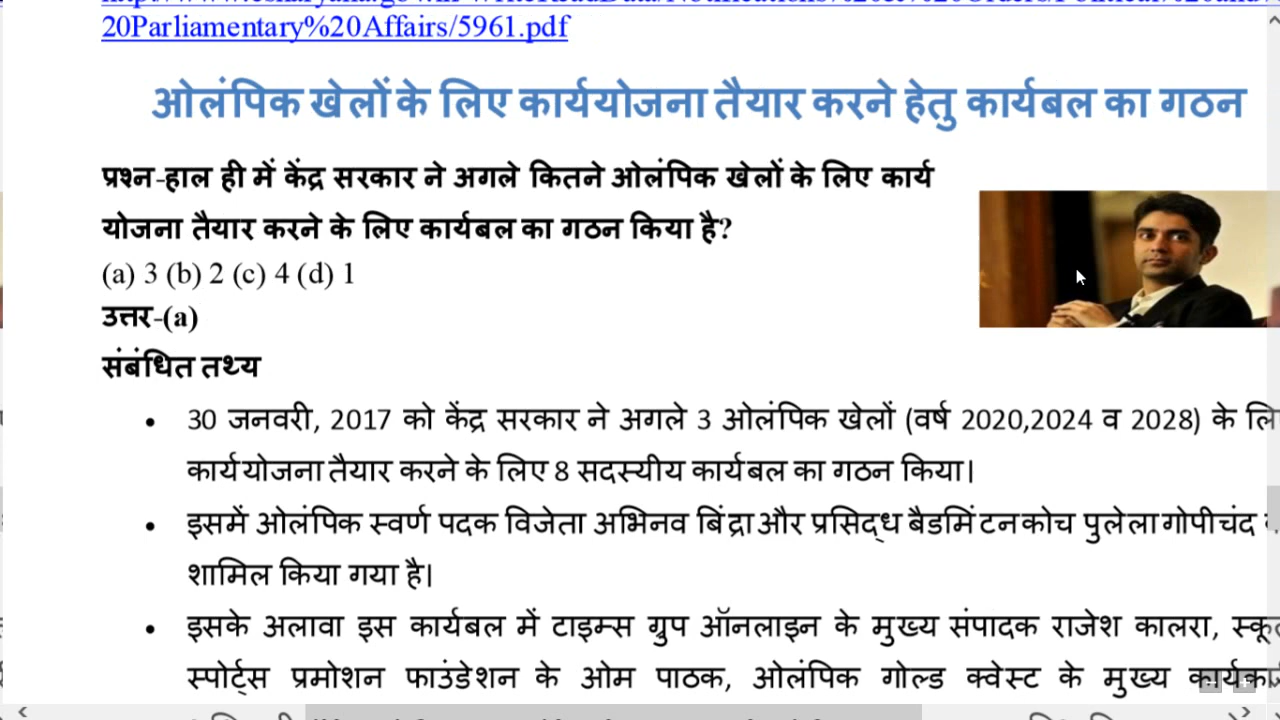 20Parliamentary%20Affairs/5961.pdf
ओलंपिक खेलों के लिए कार्ययोजना तैयार करने हेतु कार्यबल का गठन
प्रश्न-हाल ही में केंद्र सरकार ने अगले कितने ओलंपिक खेलों के लिए कार्य
योजना तैयार करने के लिए कार्यबल का गठन किया है?
(a) 3 (b) 2 (c) 4 (d) 1
उत्तर-(a)
संबंधित तथ्य
• 30 जनवरी, 2017 को केंद्र सरकार ने अगले 3 ओलंपिक खेलों (वर्ष 2020,2024 व 2028) के
कार्ययोजना तैयार करने के लिए 8 सदस्यीय कार्यबल का गठन किया।
• इसमें ओलंपिक स्वर्ण पदक विजेता अभिनव बिंद्रा और प्रसिद्ध बैडमिंटन कोच पुलेला गोपीचंद
शामिल किया गया है।
• इसके अलावा इस कार्यबल में टाइम्स ग्रुप ऑनलाइन के मुख्य संपादक राजेश कालरा,
स्पोर्ट्स प्रमोशन फाउंडेशन के ओम पाठक, ओलंपिक गोल्ड क्वेस्ट के मुख्य